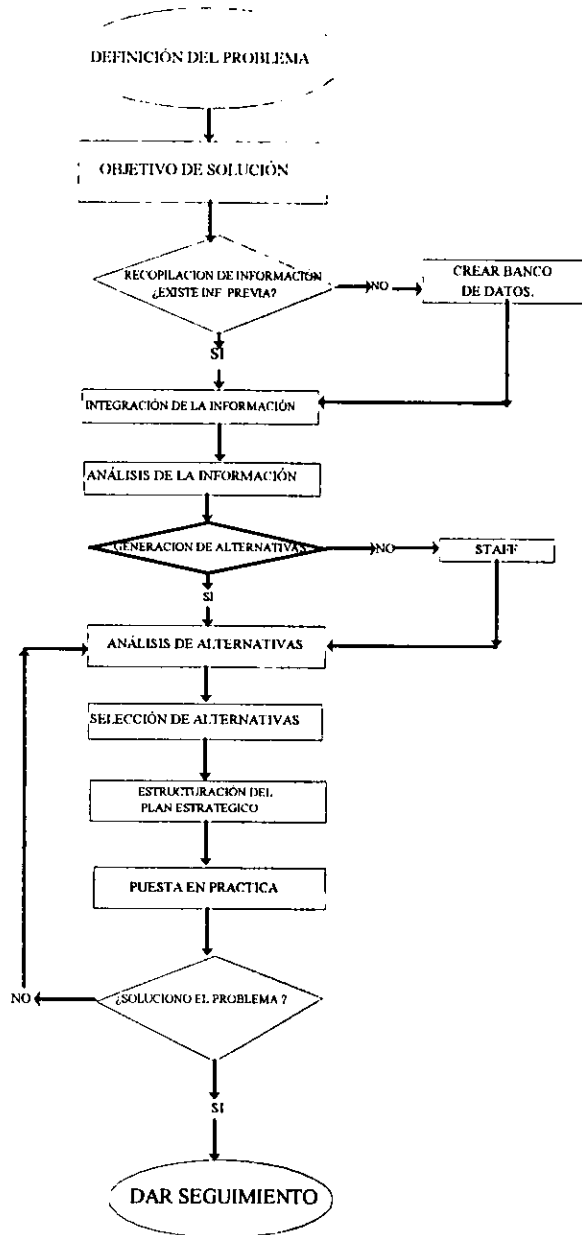 DEFINICIÓN DEL PROBLEMA
OBJETIVO DE SOLUCIÓN
RECOPILACION DE INFORMACIÓN
¿EXISTE INF PREVIA?
NO
CREAR BANCO
DE DATOS.
SI
INTEGRACIÓN DE LA INFORMACIÓN
ANÁLISIS DE LA INFORMACIÓN
GENERACION DE ALTERNATIVAS
NO
STAFF
SI
ANÁLISIS DE ALTERNATIVAS
SELECCIÓN DE ALTERNATIVAS
ESTRUCTURACIÓN DEL
PLAN ESTRATEGICO
PUESTA EN PRACTICA
¿SOLUCIONO EL PROBLEMA ?
NO
SI
DAR SEGUIMIENTO